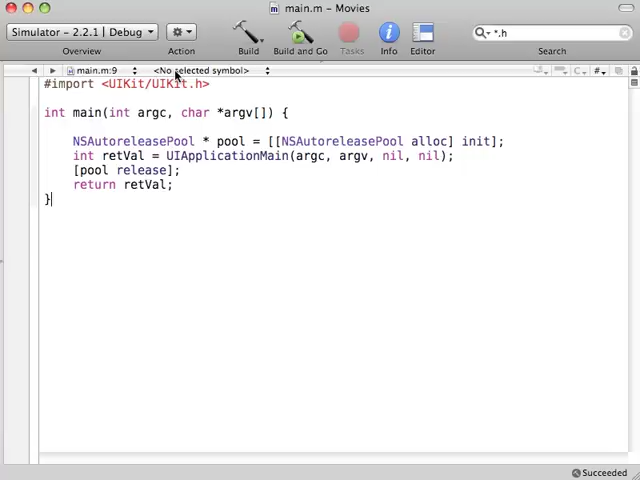 main.m - Movies
Simulator - 2.2.1 | Debug
*.h
Overview Action Build Build and Go Tasks Info Editor Search
main.m:9 <No selected symbol> #
#import <UIKit/UIKit.h>
int main(int argc, char *argv[]) {
NSAutoreleasePool * pool = [[NSAutoreleasePool alloc] init];
int retVal = UIApplicationMain(argc, argv, nil, nil);
[pool release];
return retVal;
}
Succeeded